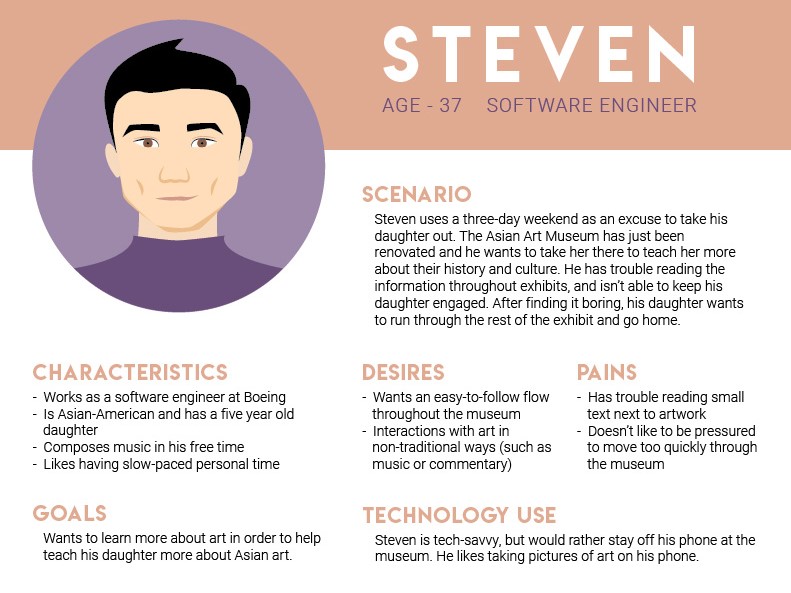 STEVEN
AGE - 37 SOFTWARE ENGINEER
SCENARIO
Steven uses a three-day weekend as an excuse to take his
daughter out. The Asian Art Museum has just been
renovated and he wants to take her there to teach her more
about their history and culture. He has trouble reading the
information throughout exhibits, and isn't able to keep his
daughter engaged. After finding it boring, his daughter wants
to run through the rest of the exhibit and go home.
CHARACTERISTICS
- Works as a software engineer at Boeing
- Is Asian-American and has a five year old
daughter
- Composes music in his free time
- Likes having slow-paced personal time
DESIRES
- Wants an easy-to-follow flow
throughout the museum
- Interactions with art in
non-traditional ways (such as
music or commentary)
PAINS
- Has trouble reading small
text next to artwork
- Doesn't like to be pressured
to move too quickly through
the museum
GOALS
Wants to learn more about art in order to help
teach his daughter more about Asian art.
TECHNOLOGY USE
Steven is tech-savvy, but would rather stay off his phone at the
museum. He likes taking pictures of art on his phone.